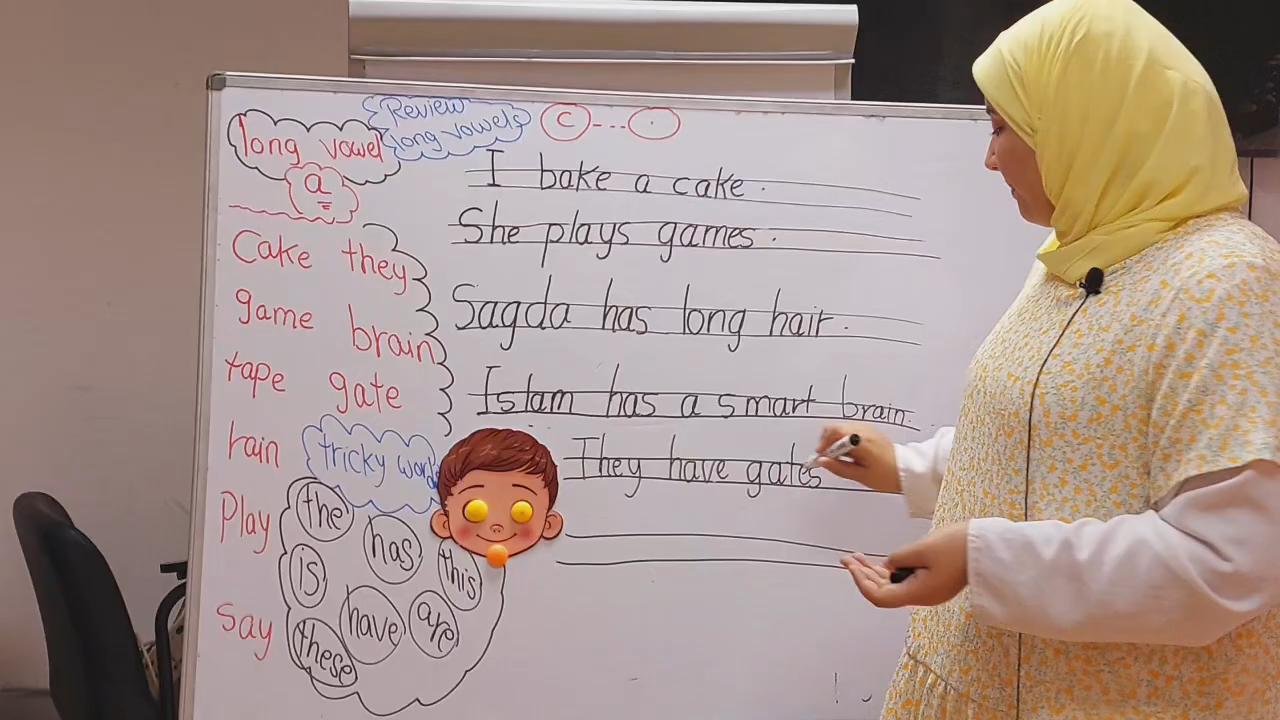 Review
long vowels
C --- .
long vowel
a
I bake a cake.
She plays games.
Sagda has long hair.
Islam has a smart brain.
They have gates
Cake they
game brain
tape gate
rain
Play
say
tricky words
the
has
this
is
have
are
these